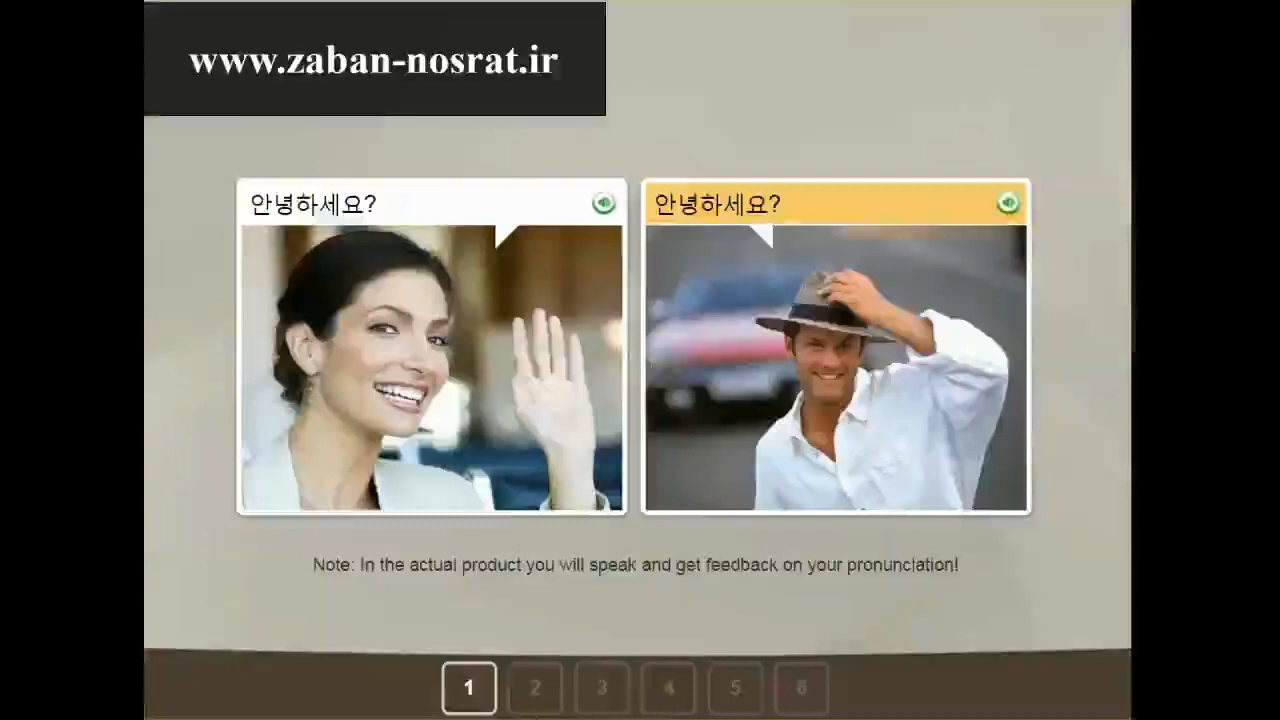 www.zaban-nosrat.ir
안녕하세요?
안녕하세요?
Note: In the actual product you will speak and get feedback on your pronunciation!
1 2 3 4 5 6